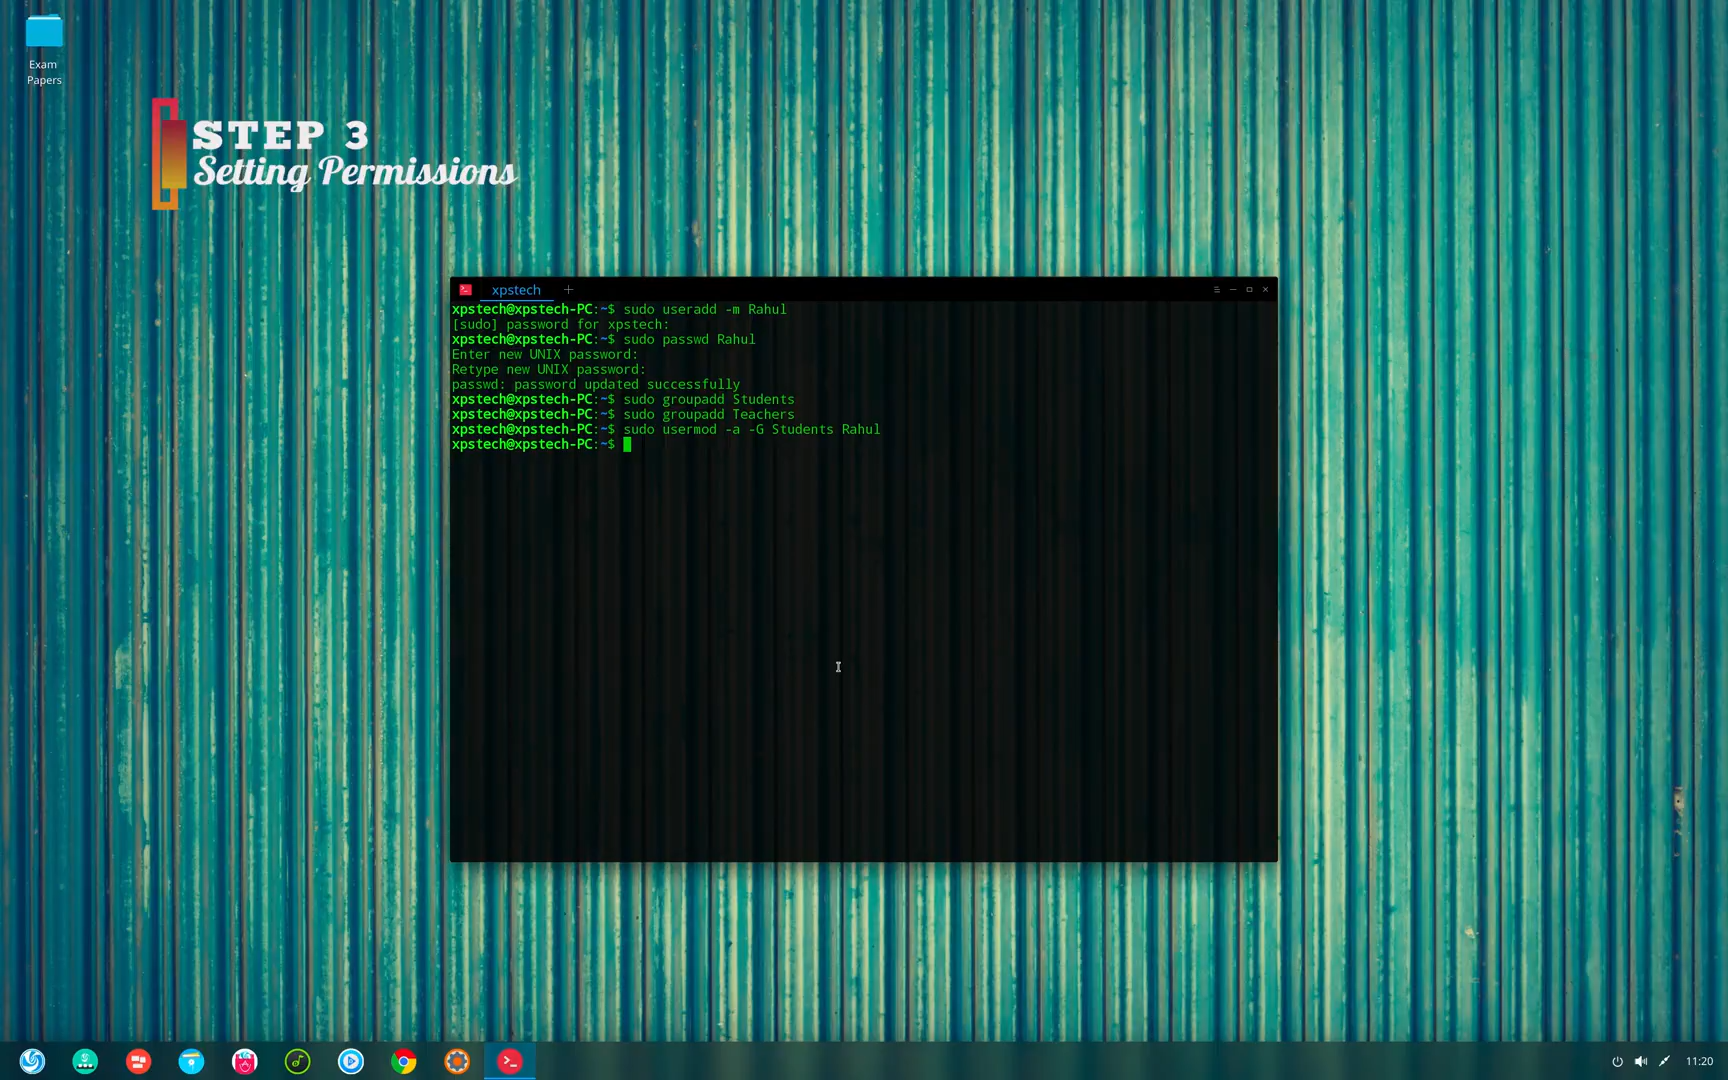 Exam
Papers
STEP 3
Setting Permissions
xpstech
xpstech@xpstech-PC:~$ sudo useradd -m Rahul
[sudo] password for xpstech:
xpstech@xpstech-PC:~$ sudo passwd Rahul
Enter new UNIX password:
Retype new UNIX password:
passwd: password updated successfully
xpstech@xpstech-PC:~$ sudo groupadd Students
xpstech@xpstech-PC:~$ sudo groupadd Teachers
xpstech@xpstech-PC:~$ sudo usermod -a -G Students Rahul
xpstech@xpstech-PC:~$
11:20